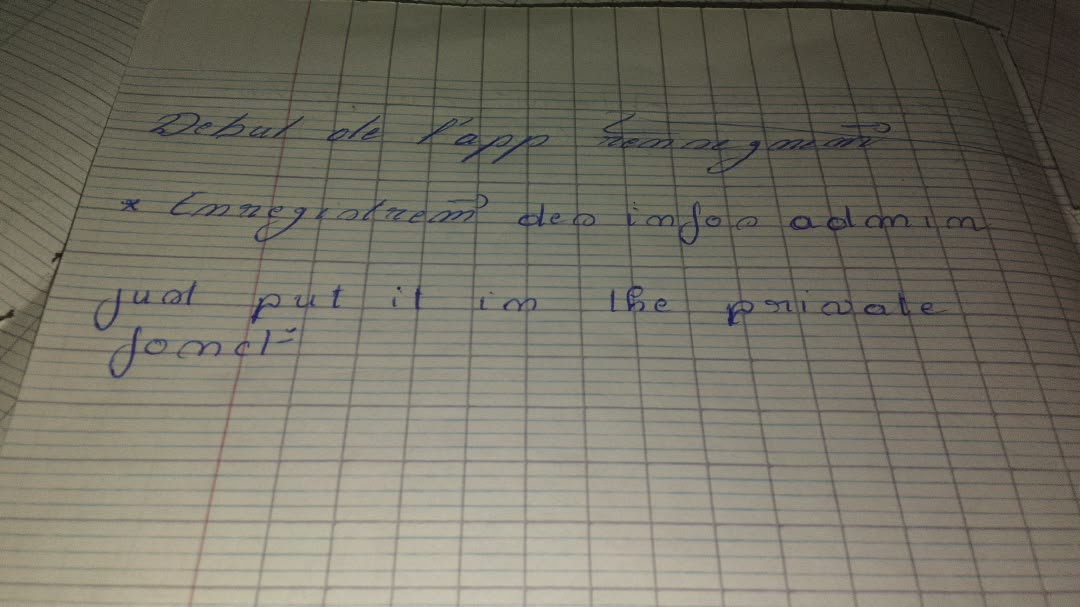 Debut de l'app
* Enregistrem̄ des infos admin
just put it in the private
fonct=